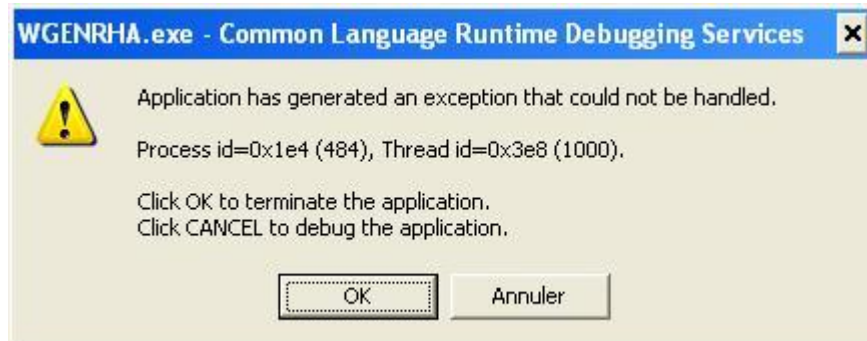 WGENRHA.exe - Common Language Runtime Debugging Services
Application has generated an exception that could not be handled.
Process id=0x1e4 (484), Thread id=0x3e8 (1000).
Click OK to terminate the application.
Click CANCEL to debug the application.
OK
Annuler